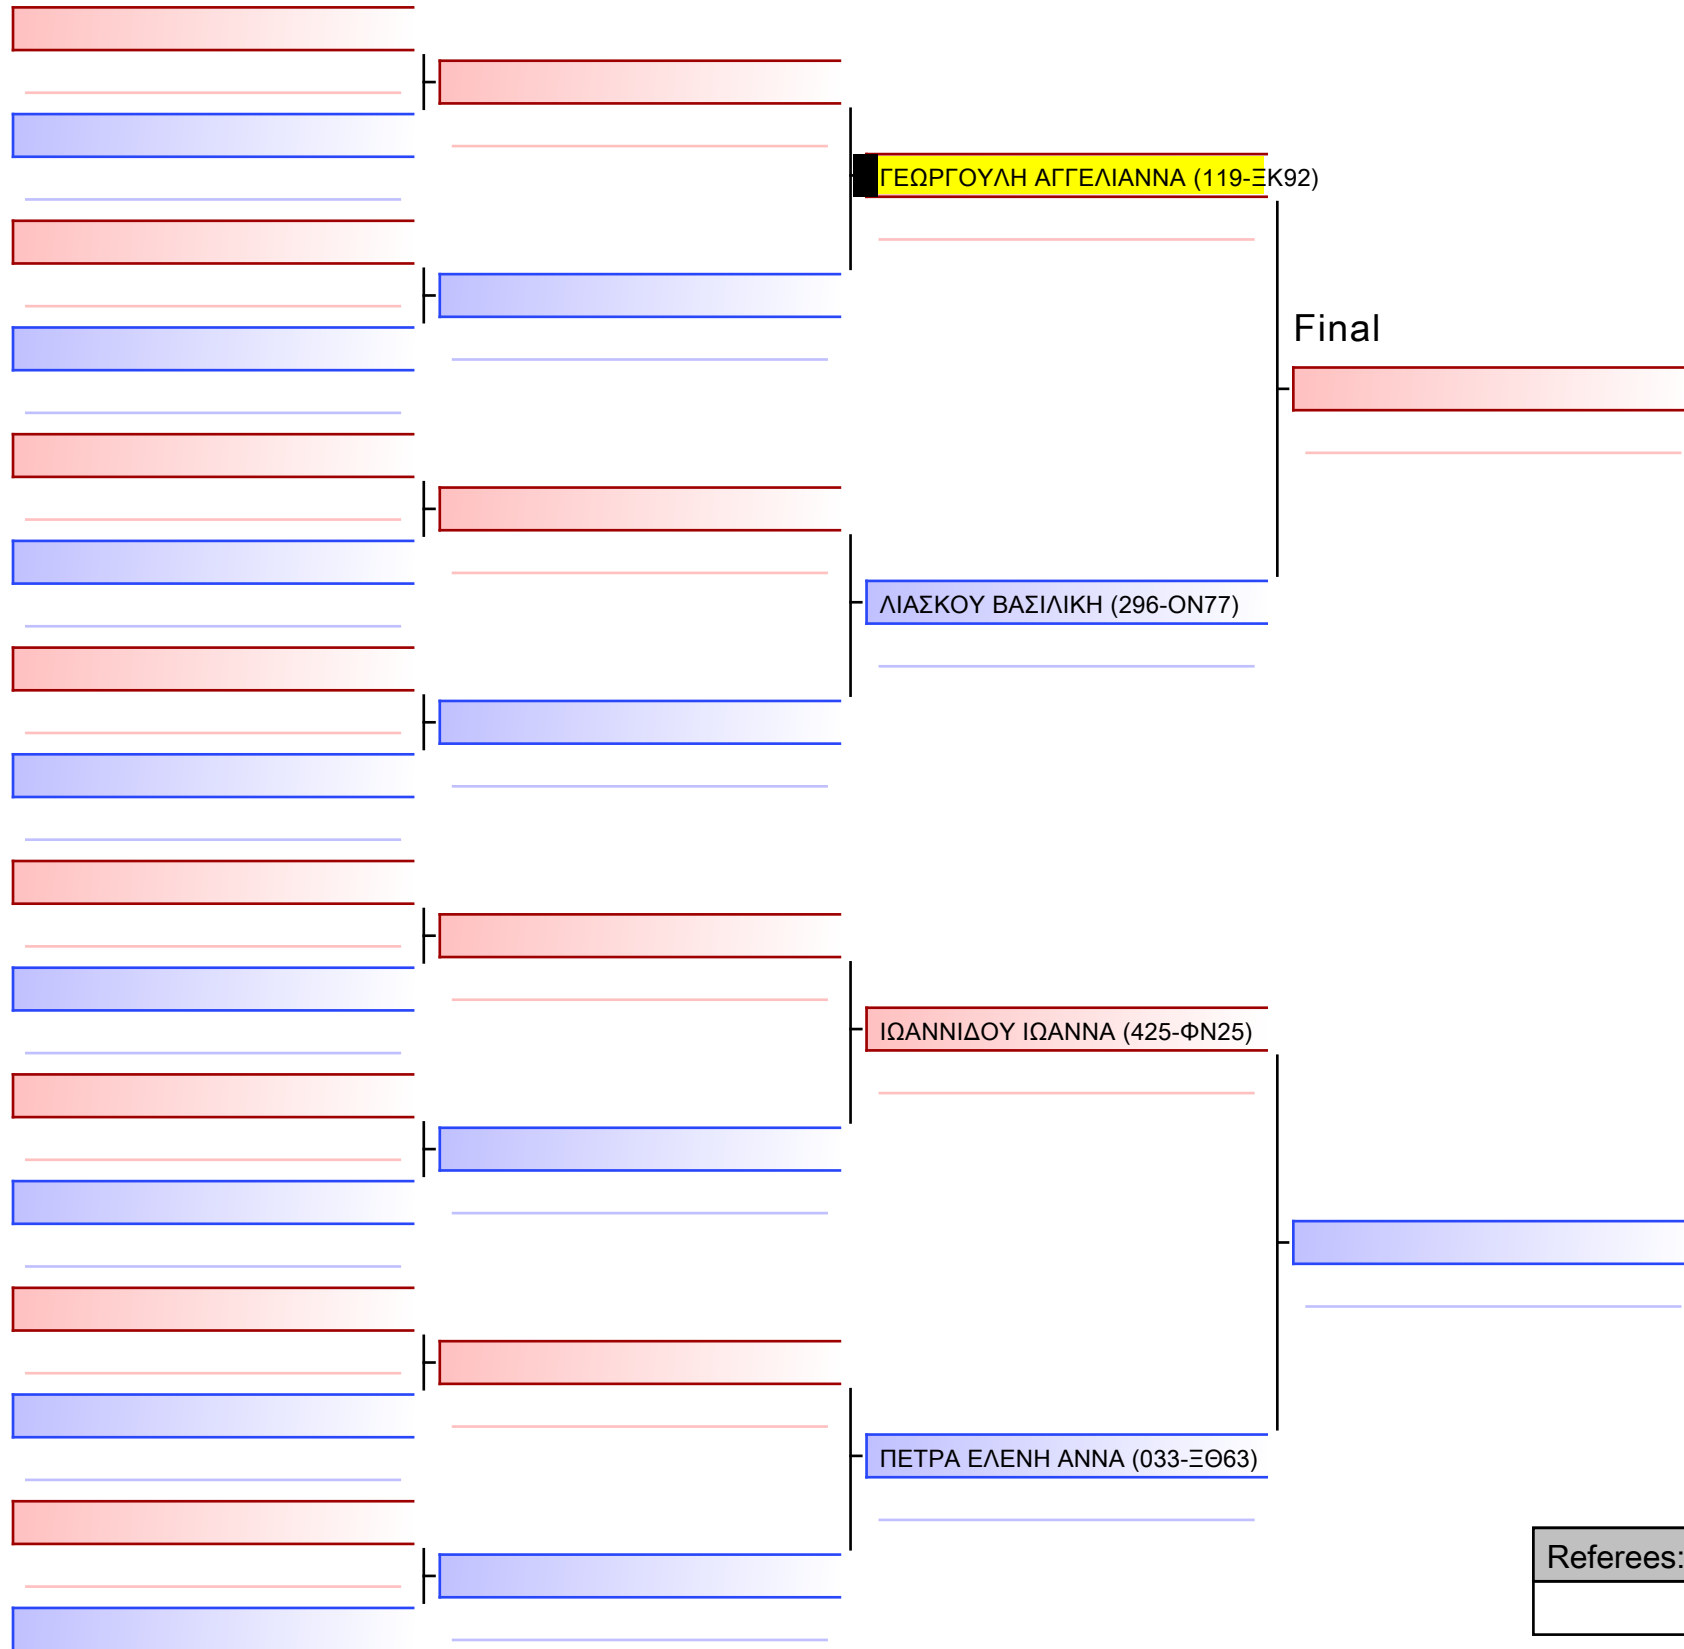 ΓΕΩΡΓΟΥΛΗ ΑΓΓΕΛΙΑΝΝΑ (119-ΞΚ92)
Final
ΛΙΑΣΚΟΥ ΒΑΣΙΛΙΚΗ (296-ΟΝ77)
ΙΩΑΝΝΙΔΟΥ ΙΩΑΝΝΑ (425-ΦΝ25)
ΠΕΤΡΑ ΕΛΕΝΗ ΑΝΝΑ (033-ΞΘ63)
Referees: